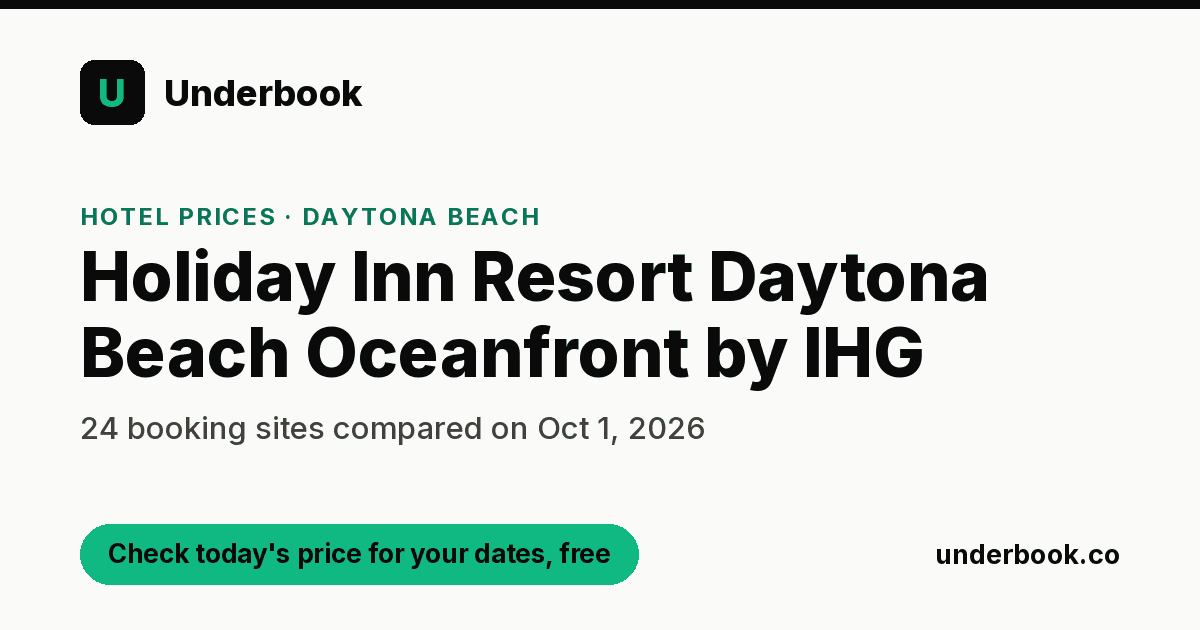 U Underbook
HOTEL PRICES · DAYTONA BEACH
Holiday Inn Resort Daytona
Beach Oceanfront by IHG
24 booking sites compared on Oct 1, 2026
Check today's price for your dates, free
underbook.co